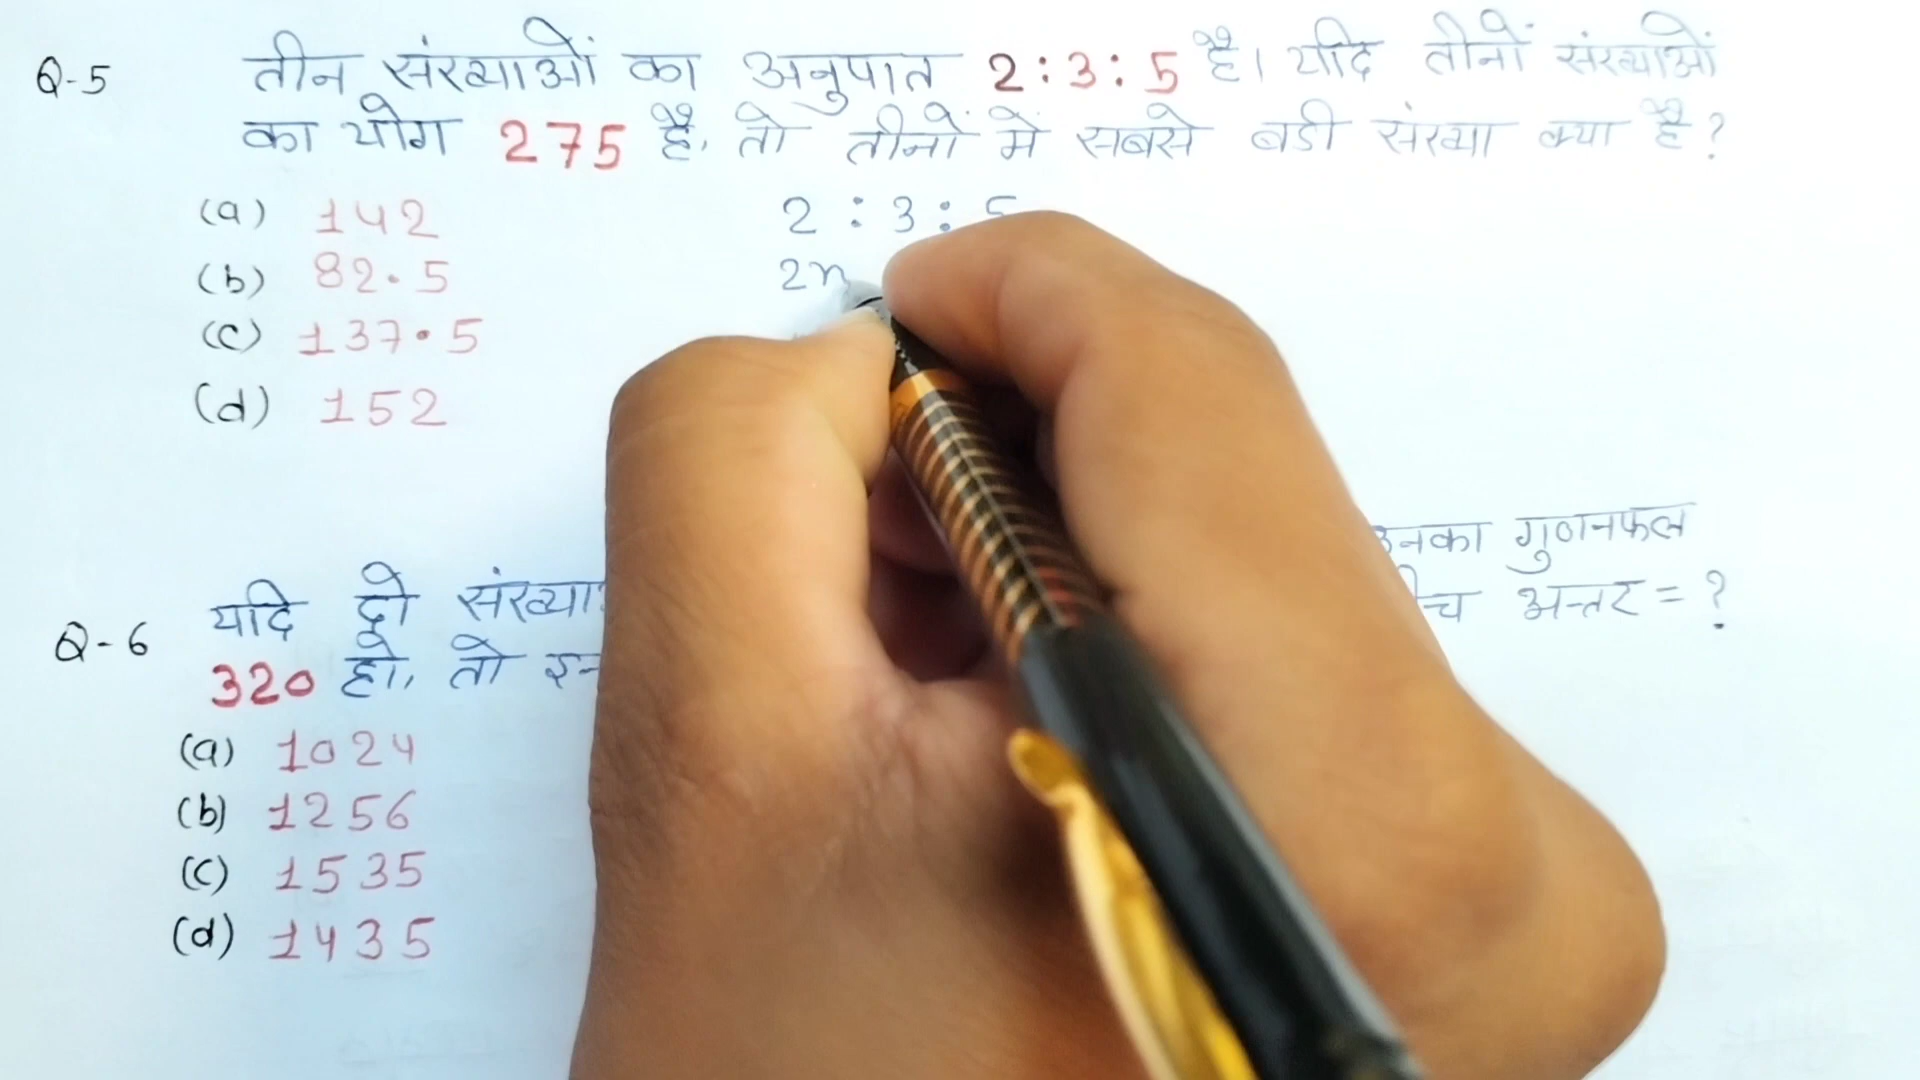 Q-5 तीन संख्याओं का अनुपात 2:3:5 है। यदि तीनों संख्याओं
का योग 275 है, तो तीनों में सबसे बडी संख्या क्या है?
(a) 142
(b) 82.5
(c) 137.5
(d) 152
2 : 3 : 5
2x
Q-6 यदि दो उनका गुणनफल
320 हो, तो अन्तर = ?
(a) 1024
(b) 1256
(c) 1535
(d) 1435